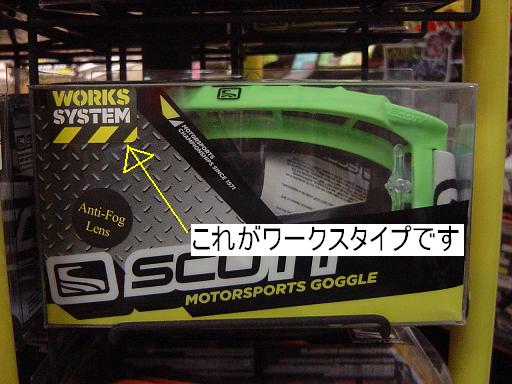 WORKS
SYSTEM
MOTORSPORTS
CHAMPIONSHIPS SINCE 1971
Anti-Fog
Lens
これがワークスタイプです
SCOTT
MOTORSPORTS GOGGLE
SCOTT